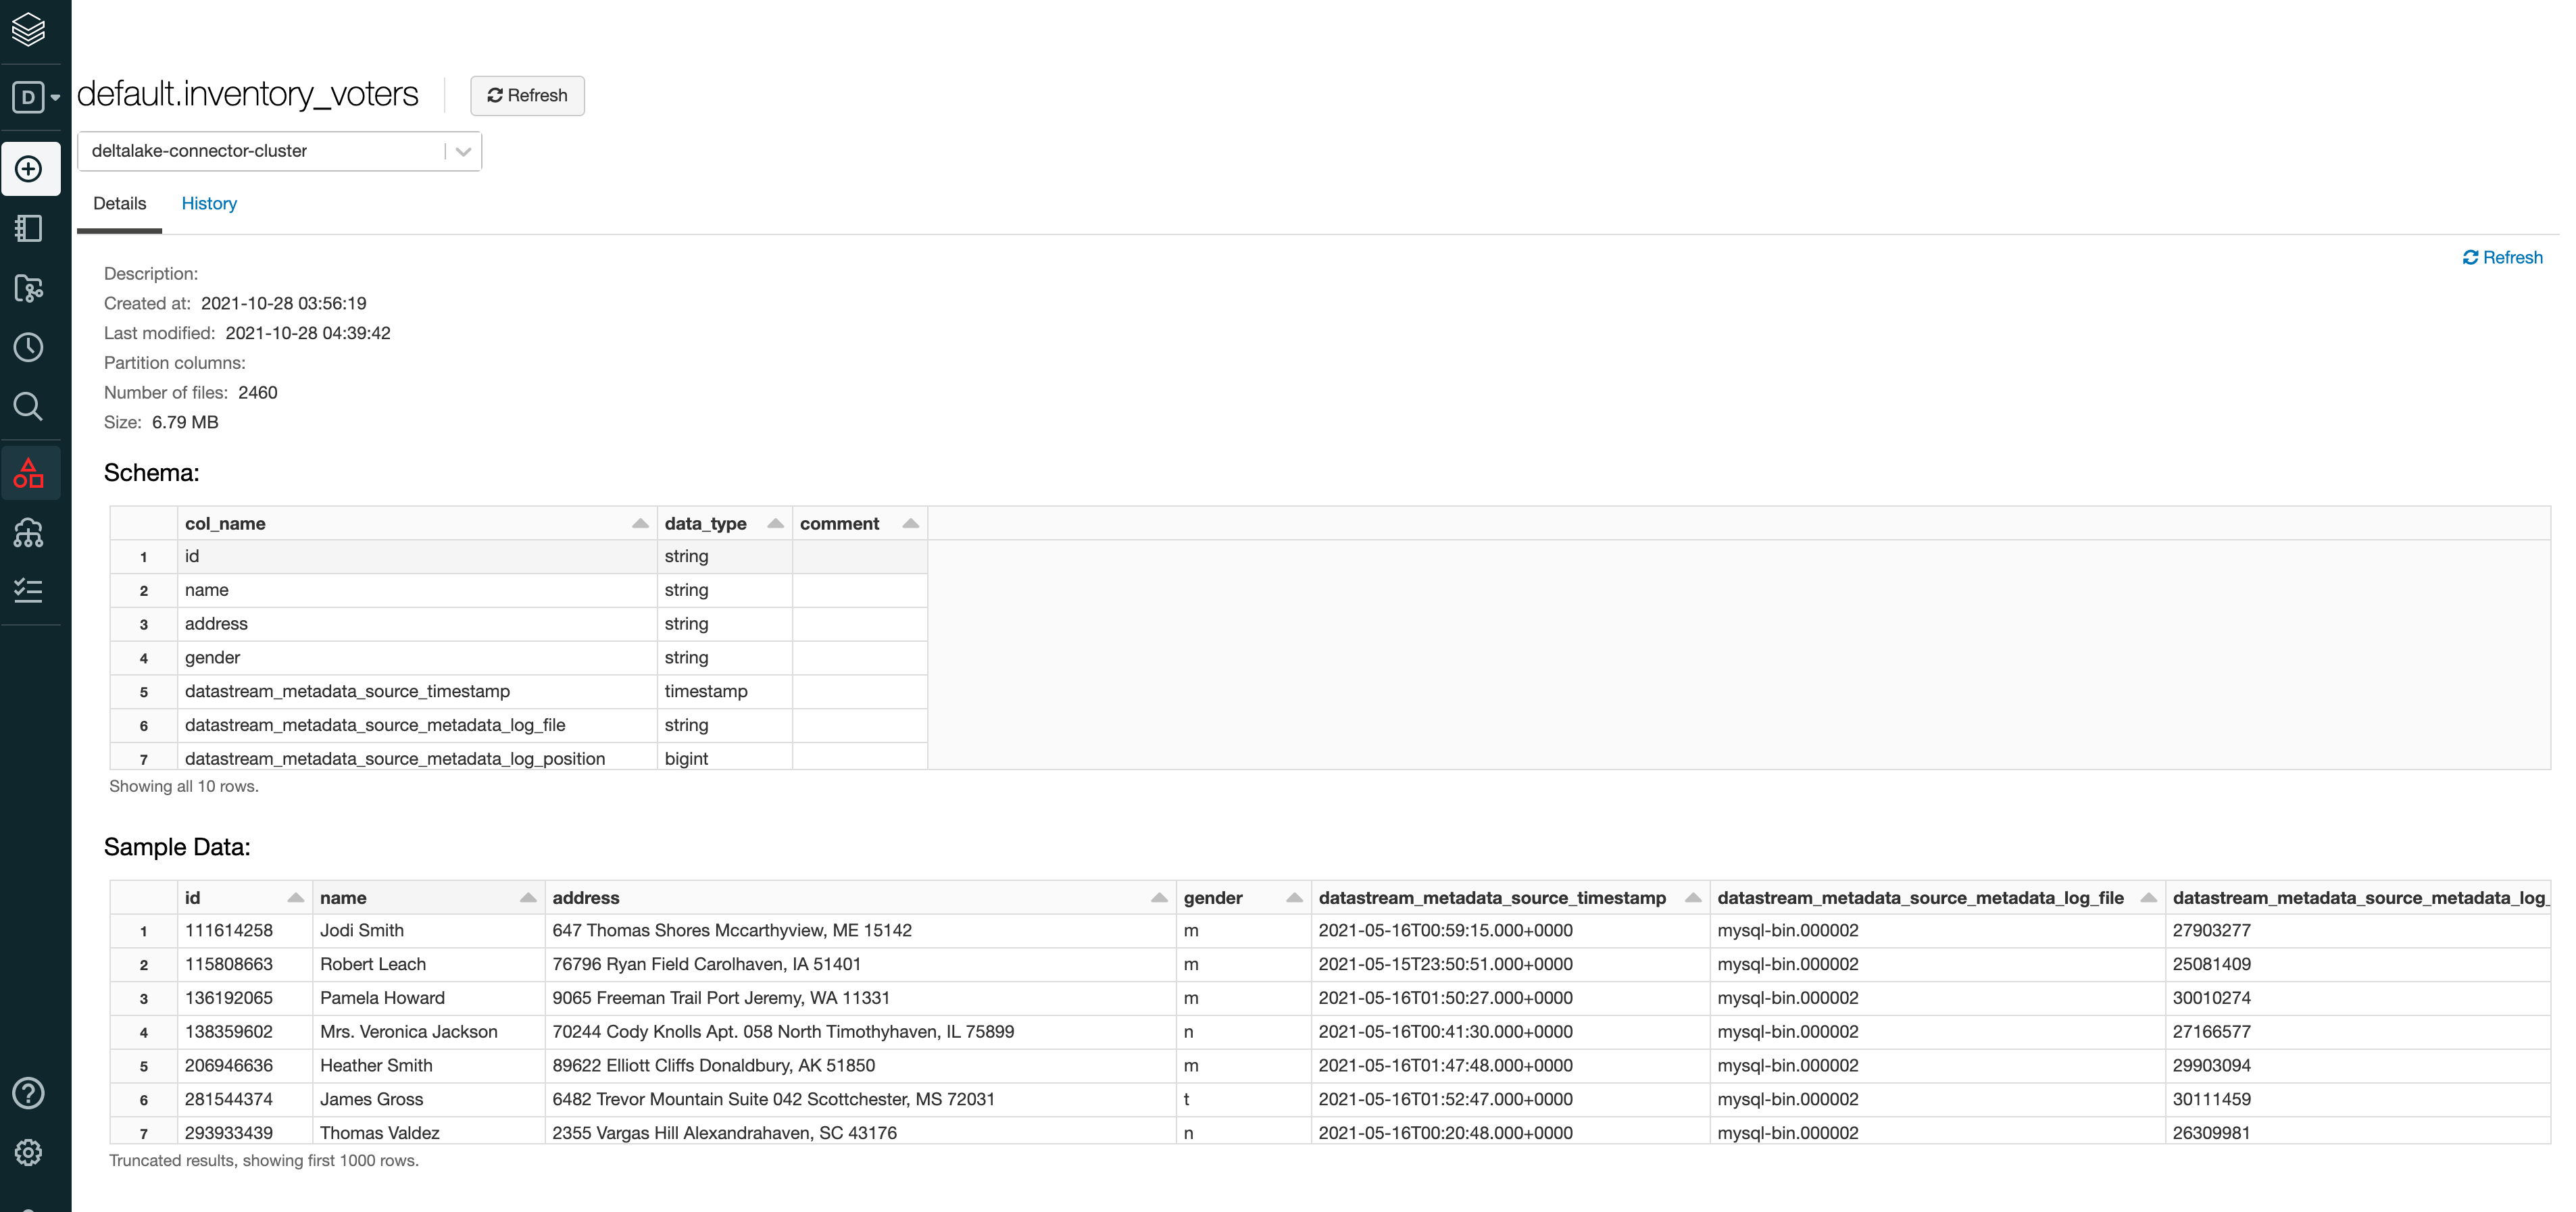 D
default.inventory_voters Refresh
deltalake-connector-cluster
Details History
Refresh
Description:
Created at: 2021-10-28 03:56:19
Last modified: 2021-10-28 04:39:42
Partition columns:
Number of files: 2460
Size: 6.79 MB
Schema:
col_name data_type comment
1 id string
2 name string
3 address string
4 gender string
5 datastream_metadata_source_timestamp timestamp
6 datastream_metadata_source_metadata_log_file string
7 datastream_metadata_source_metadata_log_position bigint
Showing all 10 rows.
Sample Data:
id name address gender datastream_metadata_source_timestamp datastream_metadata_source_metadata_log_file datastream_metadata_source_metadata_log_
1 111614258 Jodi Smith 647 Thomas Shores Mccarthyview, ME 15142 m 2021-05-16T00:59:15.000+0000 mysql-bin.000002 27903277
2 115808663 Robert Leach 76796 Ryan Field Carolhaven, IA 51401 m 2021-05-15T23:50:51.000+0000 mysql-bin.000002 25081409
3 136192065 Pamela Howard 9065 Freeman Trail Port Jeremy, WA 11331 m 2021-05-16T01:50:27.000+0000 mysql-bin.000002 30010274
4 138359602 Mrs. Veronica Jackson 70244 Cody Knolls Apt. 058 North Timothyhaven, IL 75899 n 2021-05-16T00:41:30.000+0000 mysql-bin.000002 27166577
5 206946636 Heather Smith 89622 Elliott Cliffs Donaldbury, AK 51850 m 2021-05-16T01:47:48.000+0000 mysql-bin.000002 29903094
6 281544374 James Gross 6482 Trevor Mountain Suite 042 Scottchester, MS 72031 t 2021-05-16T01:52:47.000+0000 mysql-bin.000002 30111459
7 293933439 Thomas Valdez 2355 Vargas Hill Alexandrahaven, SC 43176 n 2021-05-16T00:20:48.000+0000 mysql-bin.000002 26309981
Truncated results, showing first 1000 rows.